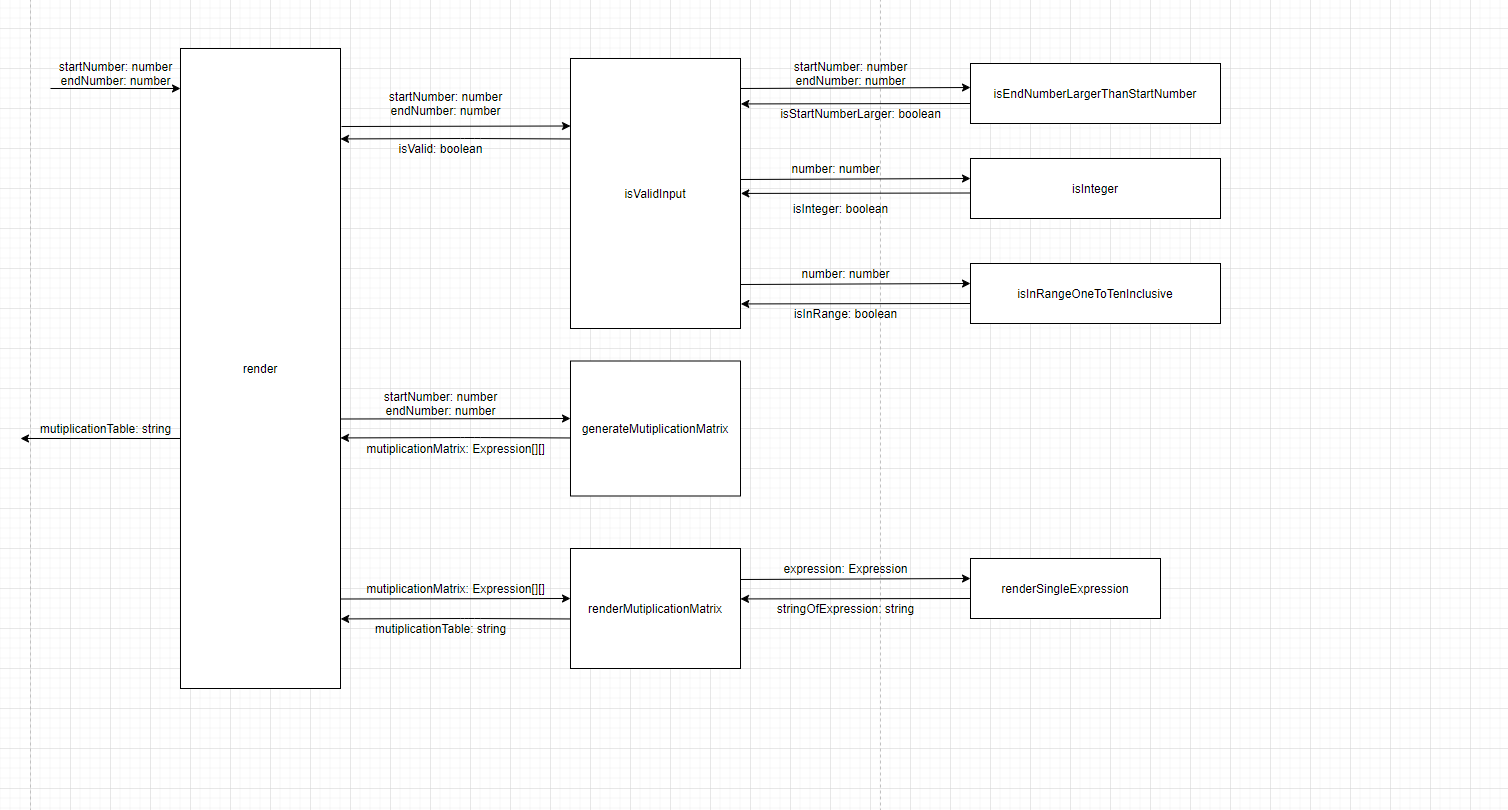 startNumber: number
endNumber: number
render
mutiplicationTable: string
startNumber: number
endNumber: number
isValid: boolean
isValidInput
startNumber: number
endNumber: number
isStartNumberLarger: boolean
isEndNumberLargerThanStartNumber
number: number
isInteger: boolean
isInteger
number: number
isInRange: boolean
isInRangeOneToTenInclusive
startNumber: number
endNumber: number
mutiplicationMatrix: Expression[][]
generateMutiplicationMatrix
mutiplicationMatrix: Expression[][]
mutiplicationTable: string
renderMutiplicationMatrix
expression: Expression
stringOfExpression: string
renderSingleExpression